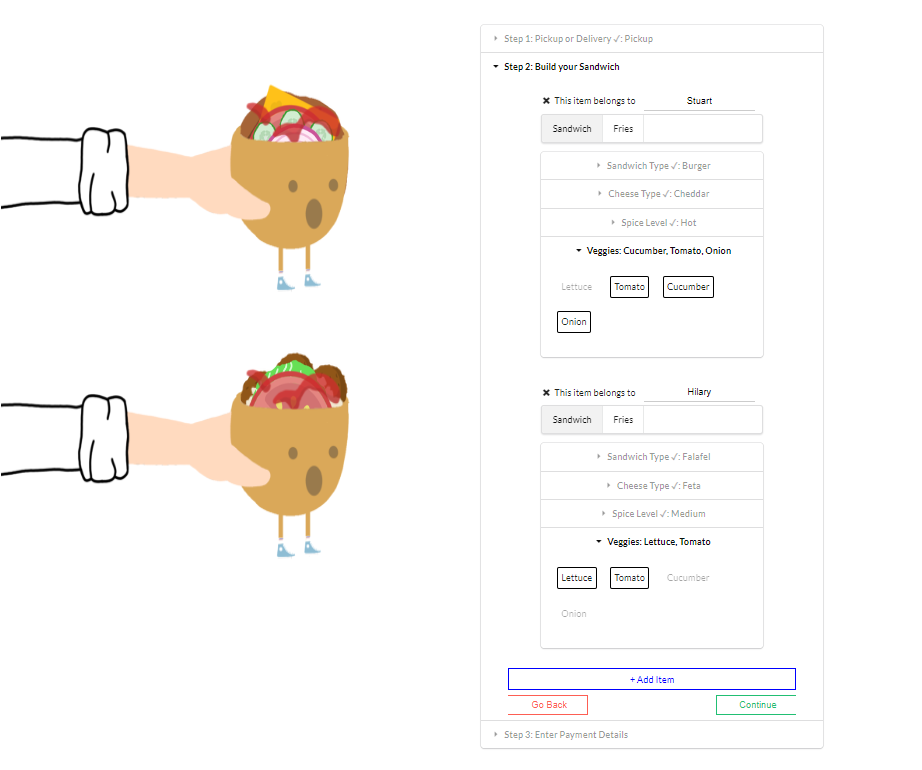 Step 1: Pickup or Delivery ✓: Pickup
Step 2: Build your Sandwich
✖ This item belongs to Stuart
Sandwich Fries
Sandwich Type ✓: Burger
Cheese Type ✓: Cheddar
Spice Level ✓: Hot
Veggies: Cucumber, Tomato, Onion
Lettuce Tomato Cucumber
Onion
✖ This item belongs to Hilary
Sandwich Fries
Sandwich Type ✓: Falafel
Cheese Type ✓: Feta
Spice Level ✓: Medium
Veggies: Lettuce, Tomato
Lettuce Tomato Cucumber
Onion
+ Add Item
Go Back Continue
Step 3: Enter Payment Details